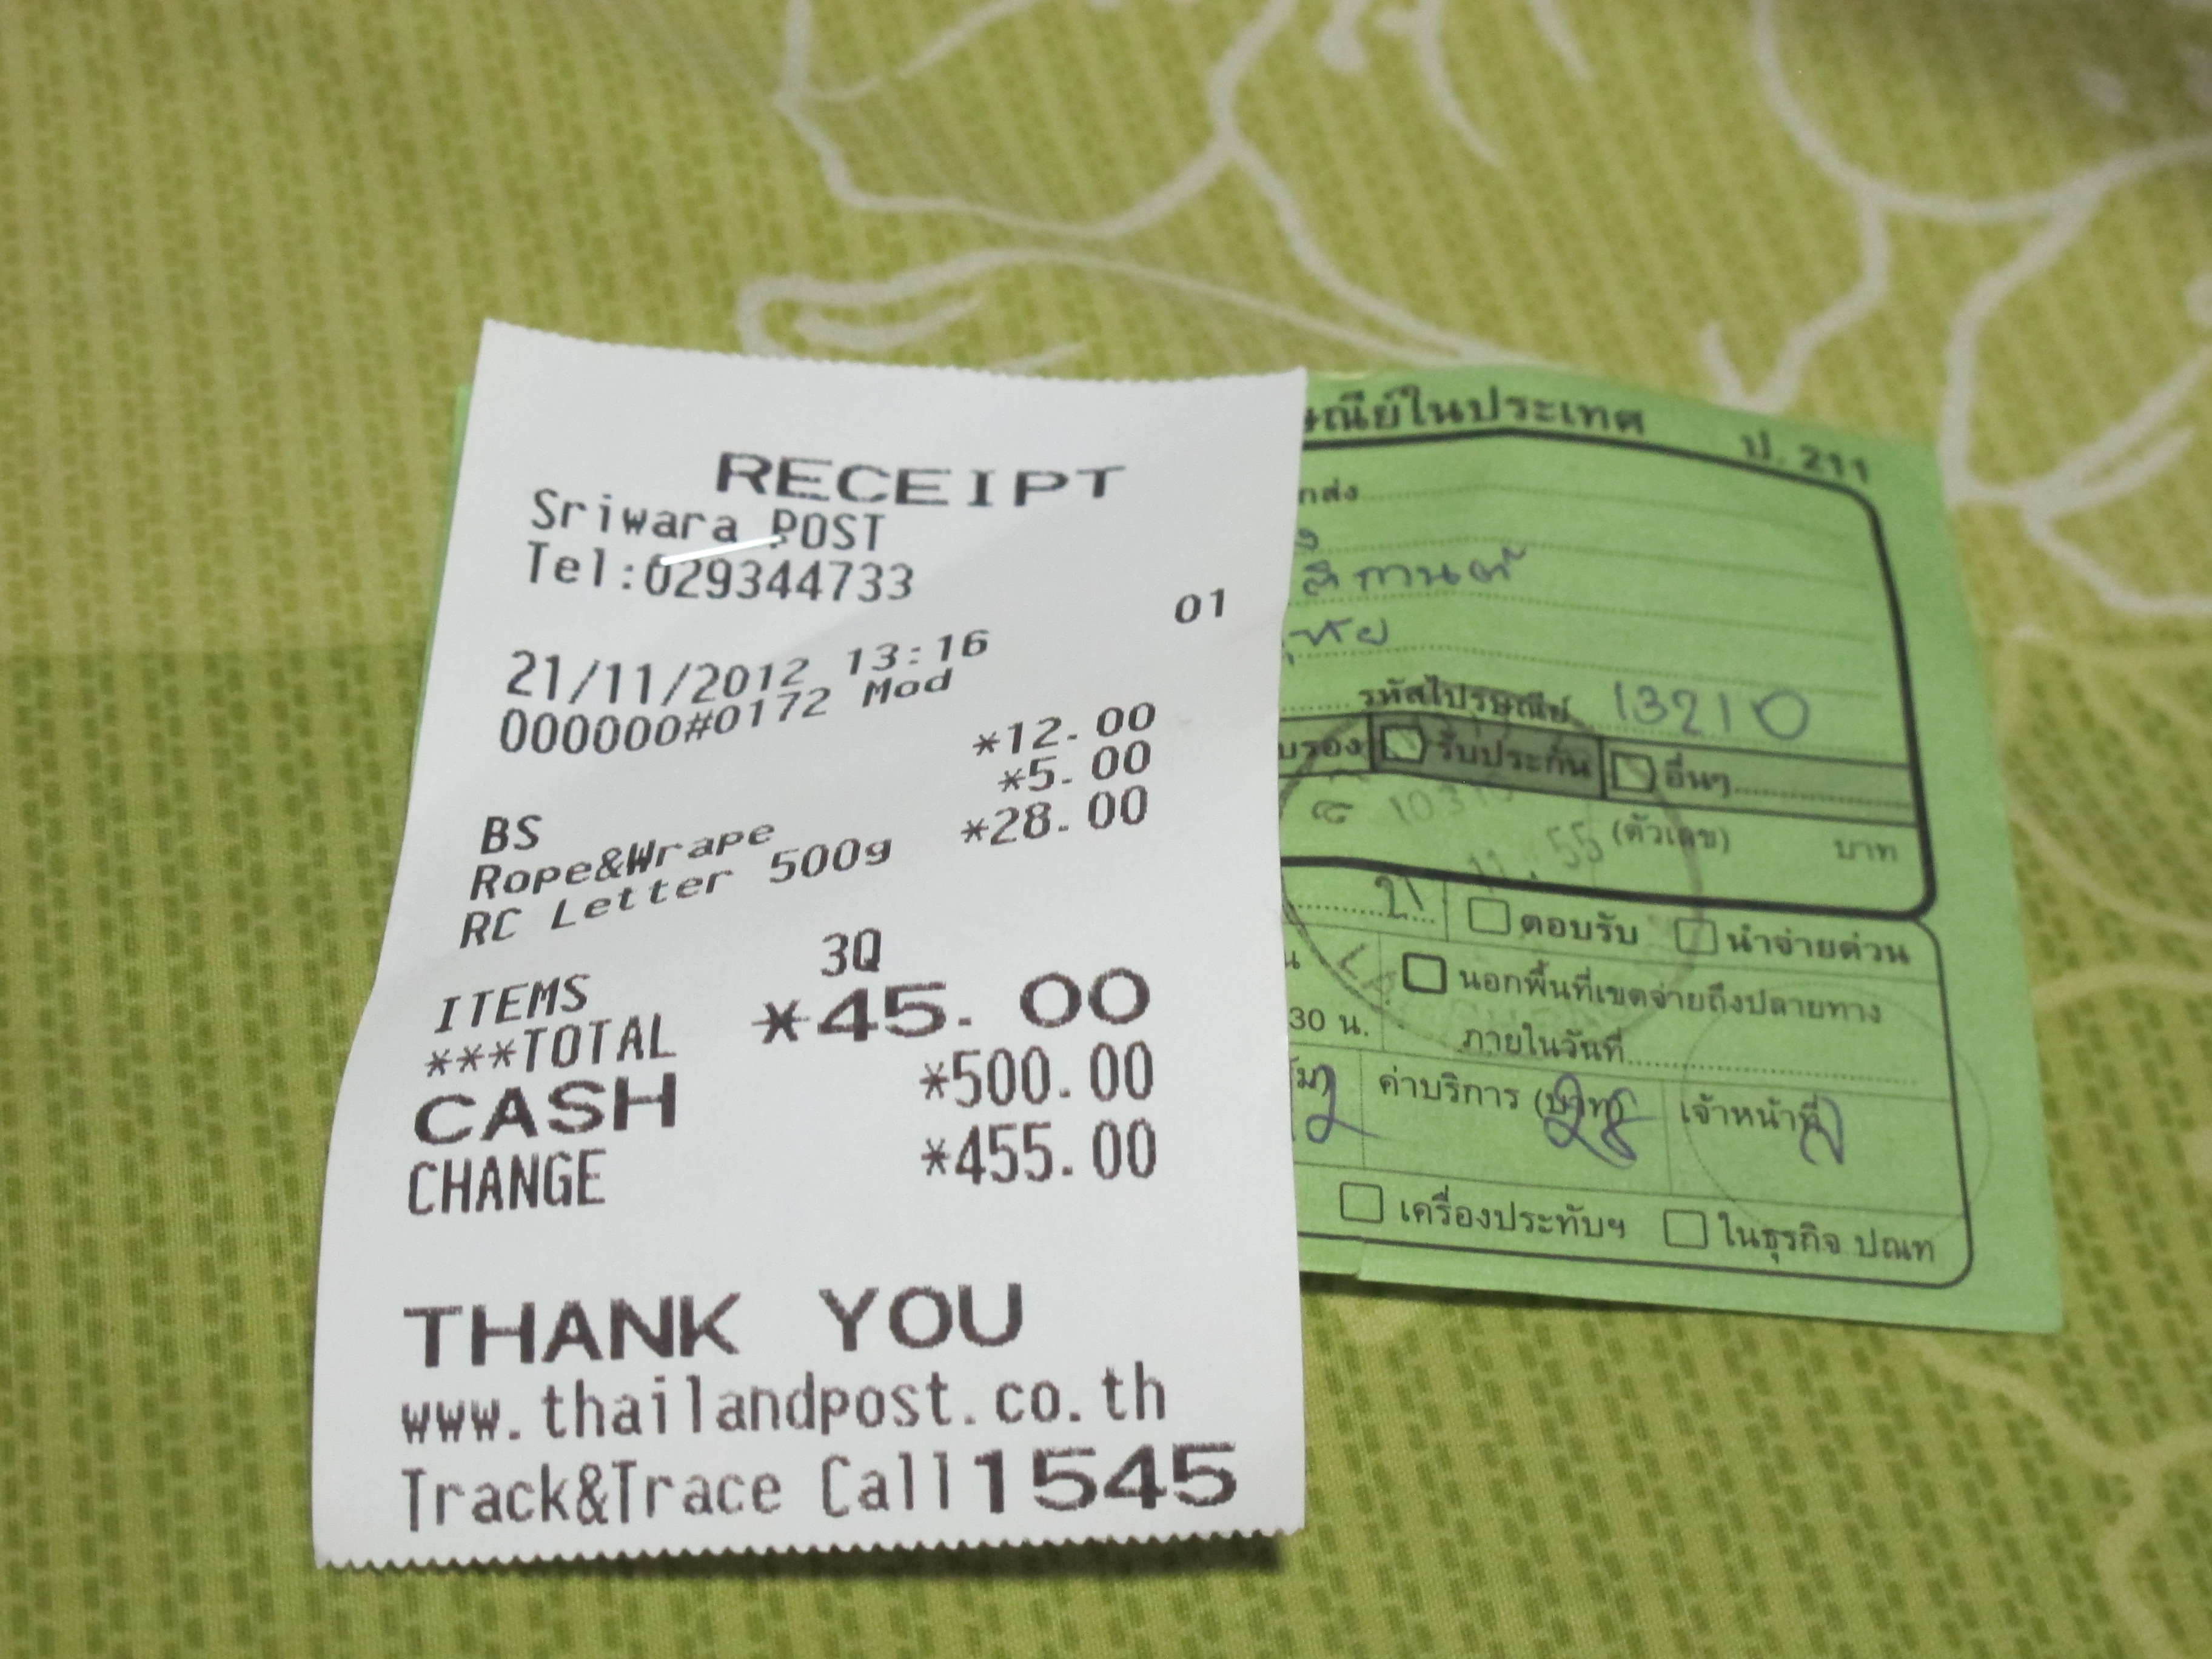 RECEIPT
Sriwara POST
Tel:029344733
01
21/11/2012 13:16
000000#0172 Mod
BS *12.00
Rope&Wrape *5.00
RC Letter 500g *28.00
ITEMS 3Q
***TOTAL *45.00
CASH *500.00
CHANGE *455.00
THANK YOU
www.thailandpost.co.th
Track&Trace Call 1545
ษณีย์ในประเทศ ป. 211
รหัสไปรษณีย์ 13210
รับประกัน อื่นๆ
(ตัวเลข) บาท
21 ตอบรับ นำจ่ายด่วน
นอกพื้นที่เขตจ่ายถึงปลายทาง
30 น. ภายในวันที่
ค่าบริการ (บาท) 28 เจ้าหน้าที่
เครื่องประทับฯ ในธุรกิจ ปณท